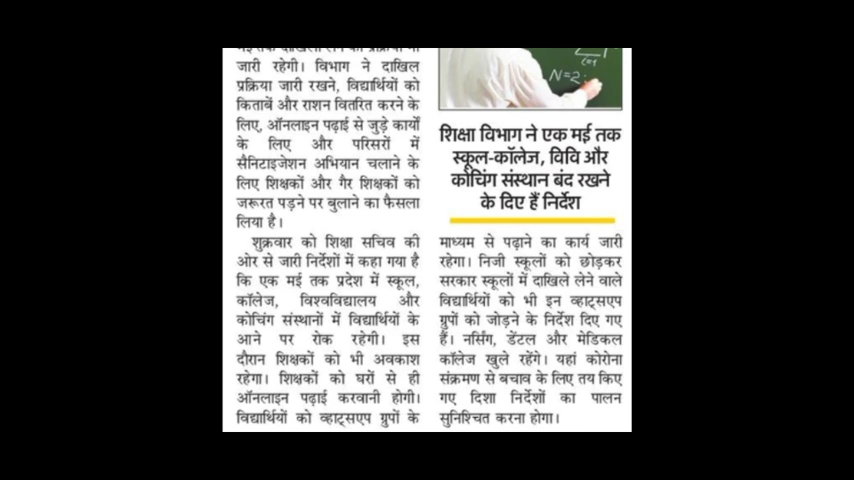 जारी रहेगी। विभाग ने दाखिल
प्रक्रिया जारी रखने, विद्यार्थियों को
किताबें और राशन वितरित करने के
लिए, ऑनलाइन पढ़ाई से जुड़े कार्यों
के लिए और परिसरों में
सैनिटाइजेशन अभियान चलाने के
लिए शिक्षकों और गैर शिक्षकों को
जरूरत पड़ने पर बुलाने का फैसला
लिया है।
शुक्रवार को शिक्षा सचिव की
ओर से जारी निर्देशों में कहा गया है
कि एक मई तक प्रदेश में स्कूल,
कॉलेज, विश्वविद्यालय और
कोचिंग संस्थानों में विद्यार्थियों के
आने पर रोक रहेगी। इस
दौरान शिक्षकों को भी अवकाश
रहेगा। शिक्षकों को घरों से ही
ऑनलाइन पढ़ाई करवानी होगी।
विद्यार्थियों को व्हाट्सएप ग्रुपों के
N=2
शिक्षा विभाग ने एक मई तक
स्कूल-कॉलेज, विवि और
कोचिंग संस्थान बंद रखने
के दिए हैं निर्देश
माध्यम से पढ़ाने का कार्य जारी
रहेगा। निजी स्कूलों को छोड़कर
सरकार स्कूलों में दाखिले लेने वाले
विद्यार्थियों को भी इन व्हाट्सएप
ग्रुपों को जोड़ने के निर्देश दिए गए
हैं। नर्सिंग, डेंटल और मेडिकल
कॉलेज खुले रहेंगे। यहां कोरोना
संक्रमण से बचाव के लिए तय किए
गए दिशा निर्देशों का पालन
सुनिश्चित करना होगा।